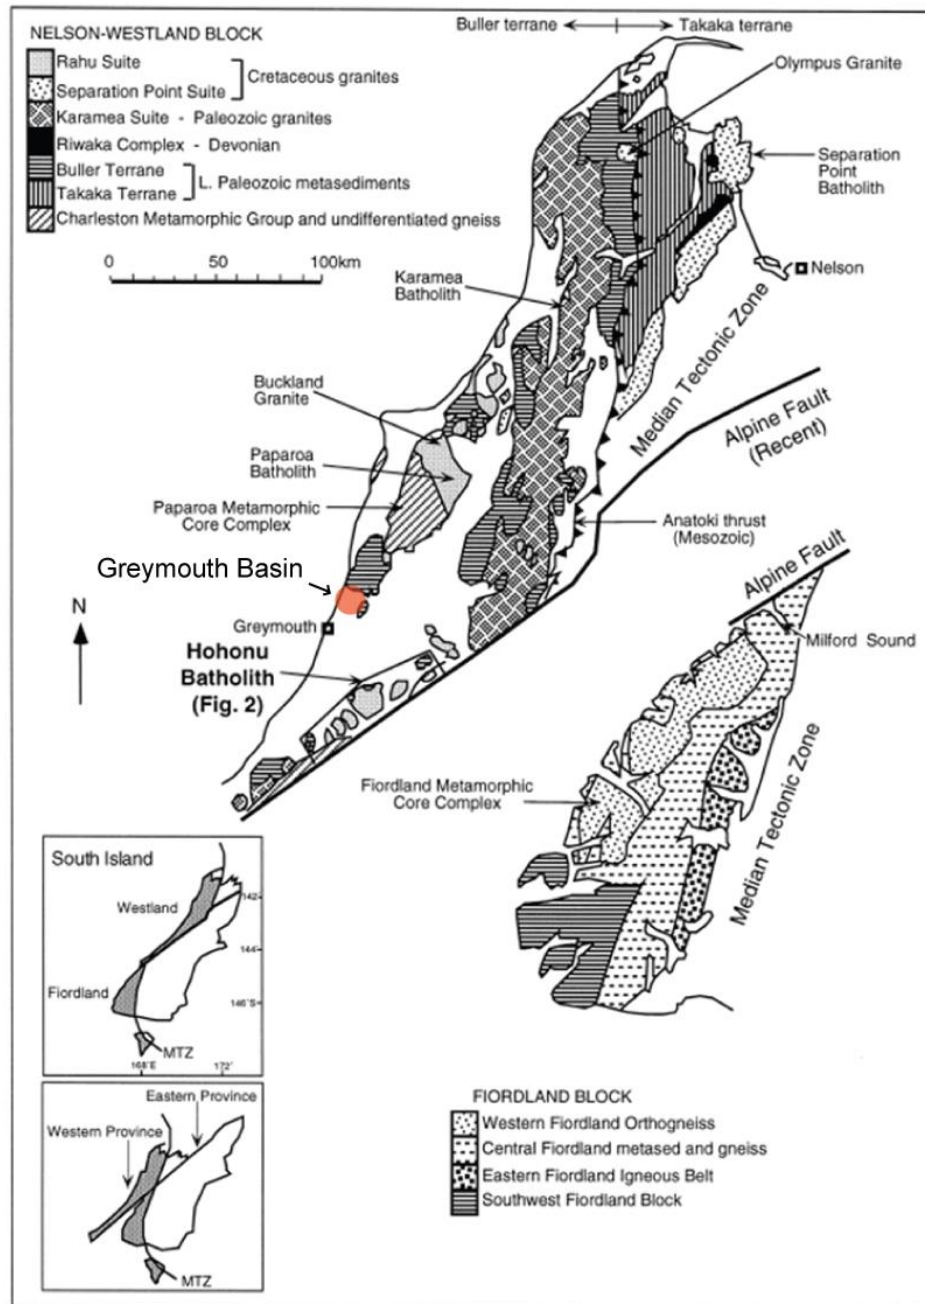 Buller terrane
Takaka terrane
NELSON-WESTLAND BLOCK
Rahu Suite
Separation Point Suite
Cretaceous granites
Karamea Suite - Paleozoic granites
Riwaka Complex - Devonian
Buller Terrane
Takaka Terrane
L. Paleozoic metasediments
Charleston Metamorphic Group and undifferentiated gneiss
0 50 100km
Olympus Granite
Separation
Point
Batholith
Nelson
Karamea
Batholith
Median Tectonic Zone
Alpine Fault
(Recent)
Buckland
Granite
Paparoa
Batholith
Paparoa Metamorphic
Core Complex
Anatoki thrust
(Mesozoic)
Greymouth Basin
N
Greymouth
Hohonu
Batholith
(Fig. 2)
Alpine Fault
Milford Sound
Fiordland Metamorphic
Core Complex
Median Tectonic Zone
South Island
Westland
Fiordland
MTZ
142
144
146°S
168°E
172°
Eastern Province
Western Province
MTZ
FIORDLAND BLOCK
Western Fiordland Orthogneiss
Central Fiordland metased and gneiss
Eastern Fiordland Igneous Belt
Southwest Fiordland Block